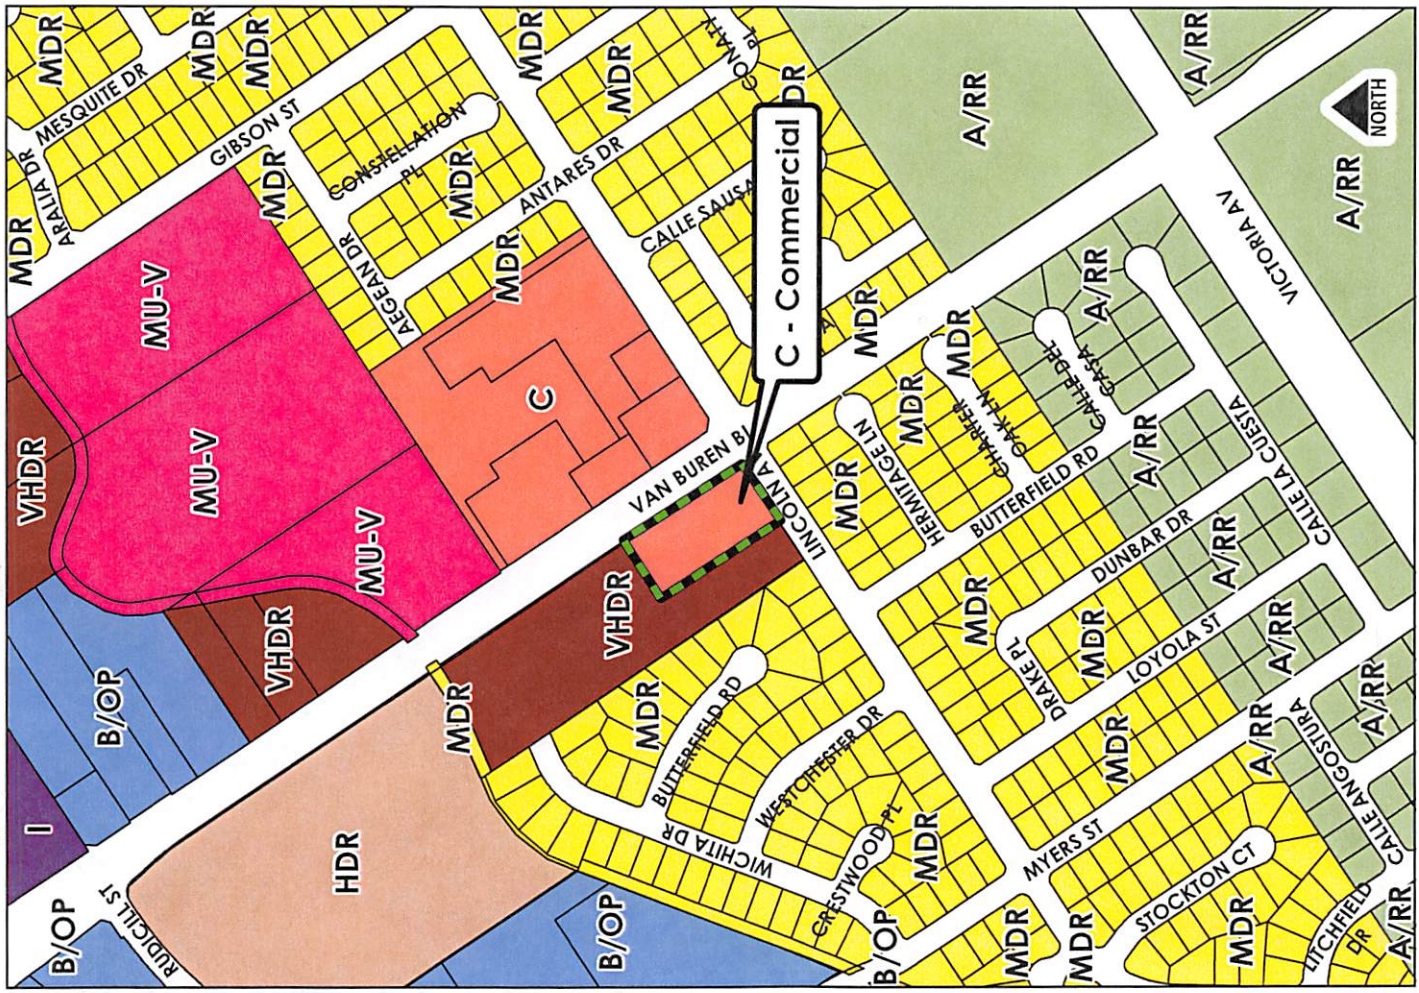 MDR
MESQUITE DR
MDR
MDR
MDR
MDR
CONATY
PL
A/RR
A/RR
NORTH
A/RR
MDR
ARALIA DR
GIBSON ST
MDR
CONSTELLATION
PL
MDR
ANTARES DR
MDR
AEGEAN DR
CALLE SAUSA
DR
C - Commercial
MU-V
MU-V
MU-V
VHDR
VHDR
C
VAN BUREN B
LINCOLN A
A
MDR
MDR
MDR
MDR
HERMITAGE LN
CHARTER
OAK LN
CALLE DEL
CASA
CALLE
A/RR
VICTORIA AV
A/RR
BUTTERFIELD RD
DUNBAR DR
A/RR
CALLE LA CUESTA
VHDR
MDR
MDR
DRAKE PL
MDR
LOYOLA ST
A/RR
B/OP
MDR
BUTTERFIELD RD
WESTCHESTER DR
WICHITA DR
CRESTWOOD PL
MDR
MDR
MYERS ST
A/RR
CALLE ANGOSTURA
A/RR
I
HDR
B/OP
RUDICILL ST
B/OP
B/OP
MDR
MDR
STOCKTON CT
MDR
LITCHFIELD
DR
A/RR